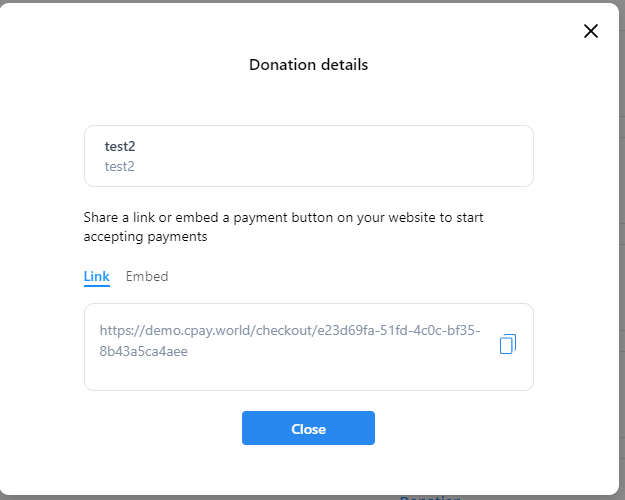 Donation details
test2
test2
Share a link or embed a payment button on your website to start
accepting payments
Link Embed
https://demo.cpay.world/checkout/e23d69fa-51fd-4c0c-bf35-
8b43a5ca4aee
Close
Donation